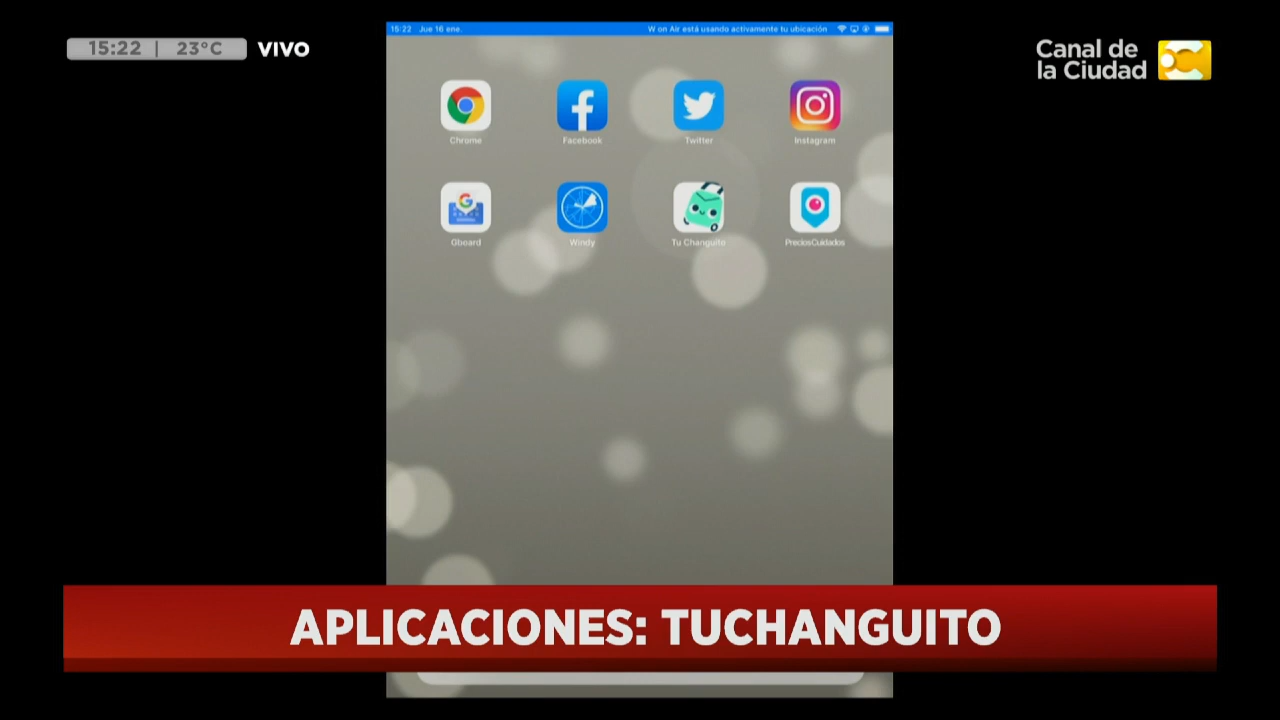 15:22 | 23°C VIVO
15:22 Jue 16 ene.
W on Air está usando activamente tu ubicación
Canal de
la Ciudad
Chrome
Facebook
Twitter
Instagram
Gboard
Windy
Tu Changuito
PreciosCuidados
APLICACIONES: TUCHANGUITO